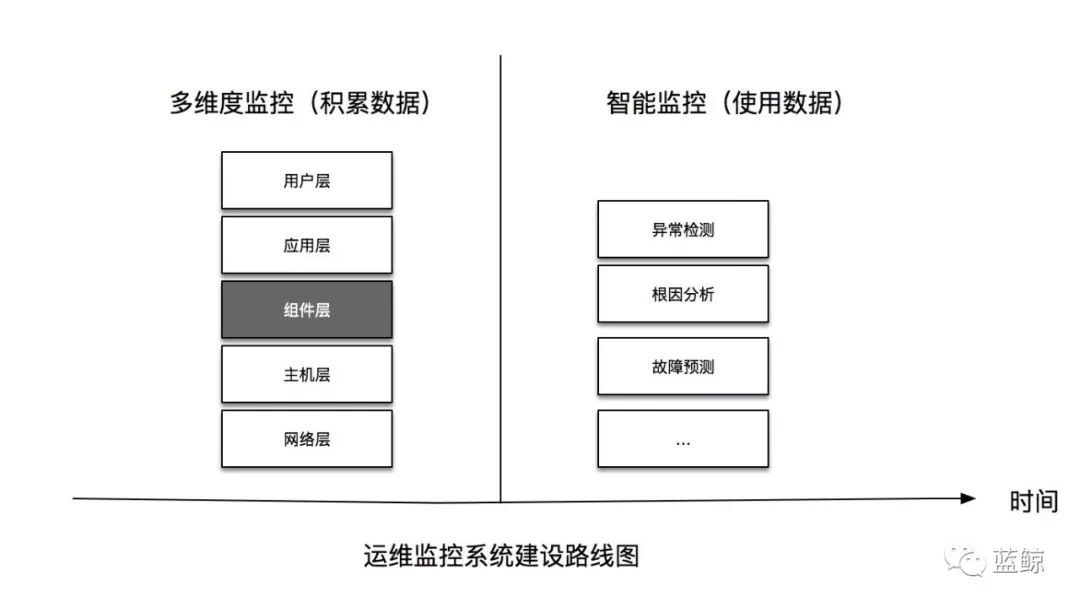 多维度监控（积累数据）
用户层
应用层
组件层
主机层
网络层
智能监控（使用数据）
异常检测
根因分析
故障预测
...
时间
运维监控系统建设路线图
蓝鲸